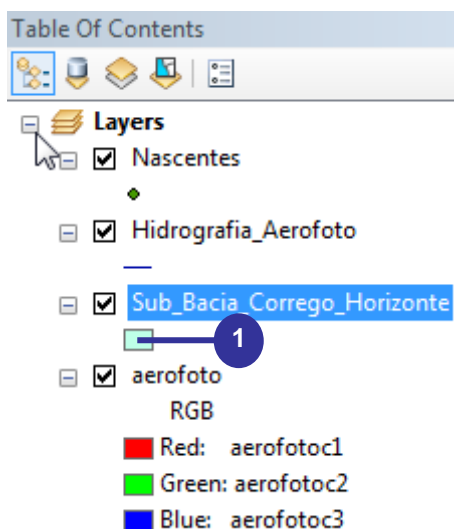 Table Of Contents
Layers
Nascentes
Hidrografia_Aerofoto
Sub_Bacia_Corrego_Horizonte
1
aerofoto
RGB
Red: aerofotoc1
Green: aerofotoc2
Blue: aerofotoc3